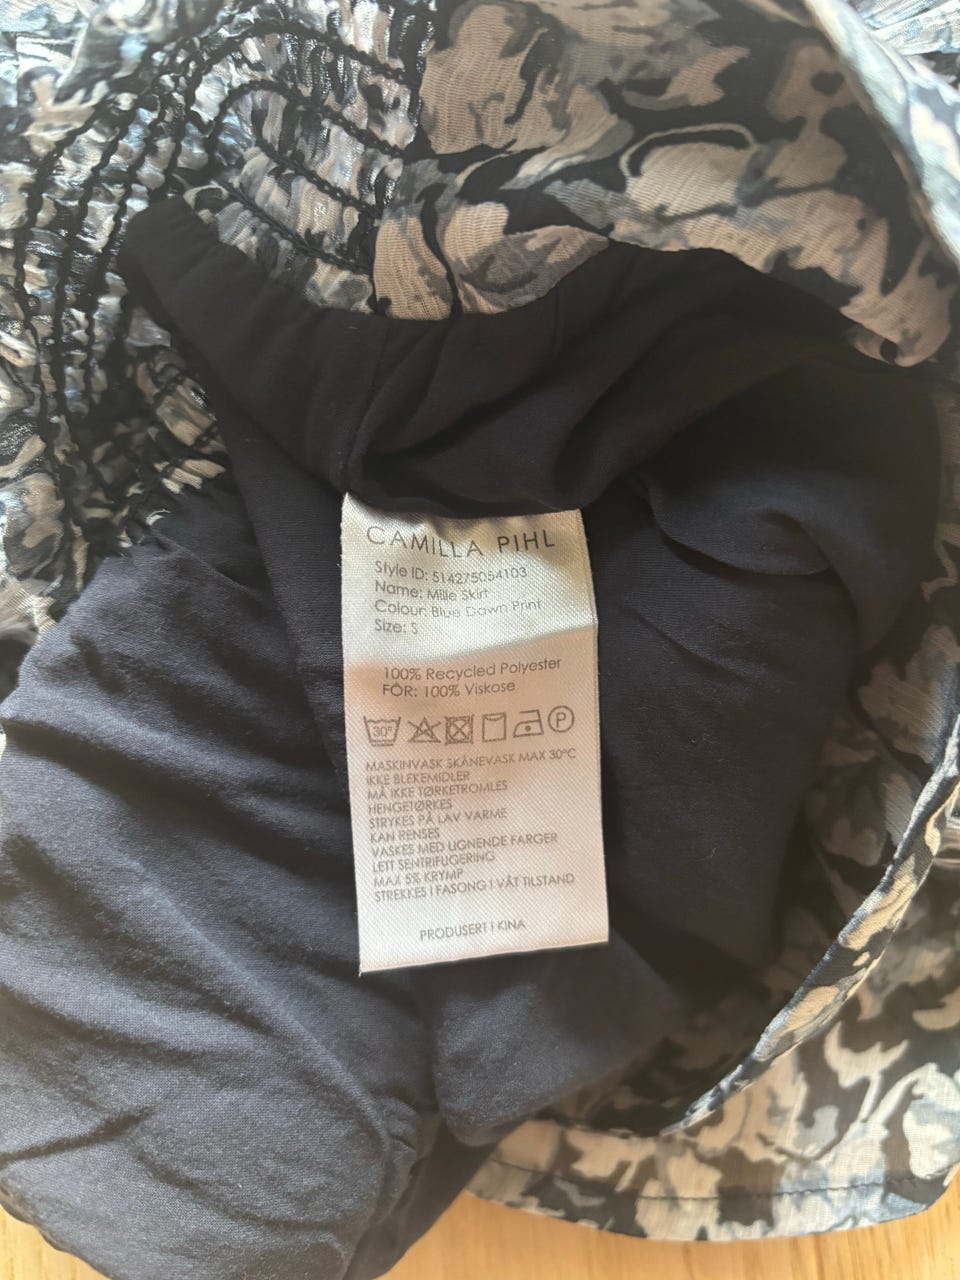 CAMILLA PIHL
Style ID: 514275054103
Name: Mille Skirt
Colour: Blue Dawn Print
Size: S
100% Recycled Polyester
FÔR: 100% Viskose
30°
P
MASKINVASK SKÅNEVASK MAX 30°C
IKKE BLEKEMIDLER
MÅ IKKE TØRKETROMLES
HENGETØRKES
STRYKES PÅ LAV VARME
KAN RENSES
VASKES MED LIGNENDE FARGER
LETT SENTRIFUGERING
MAX 5% KRYMP
STREKKES I FASONG I VÅT TILSTAND
PRODUSERT I KINA